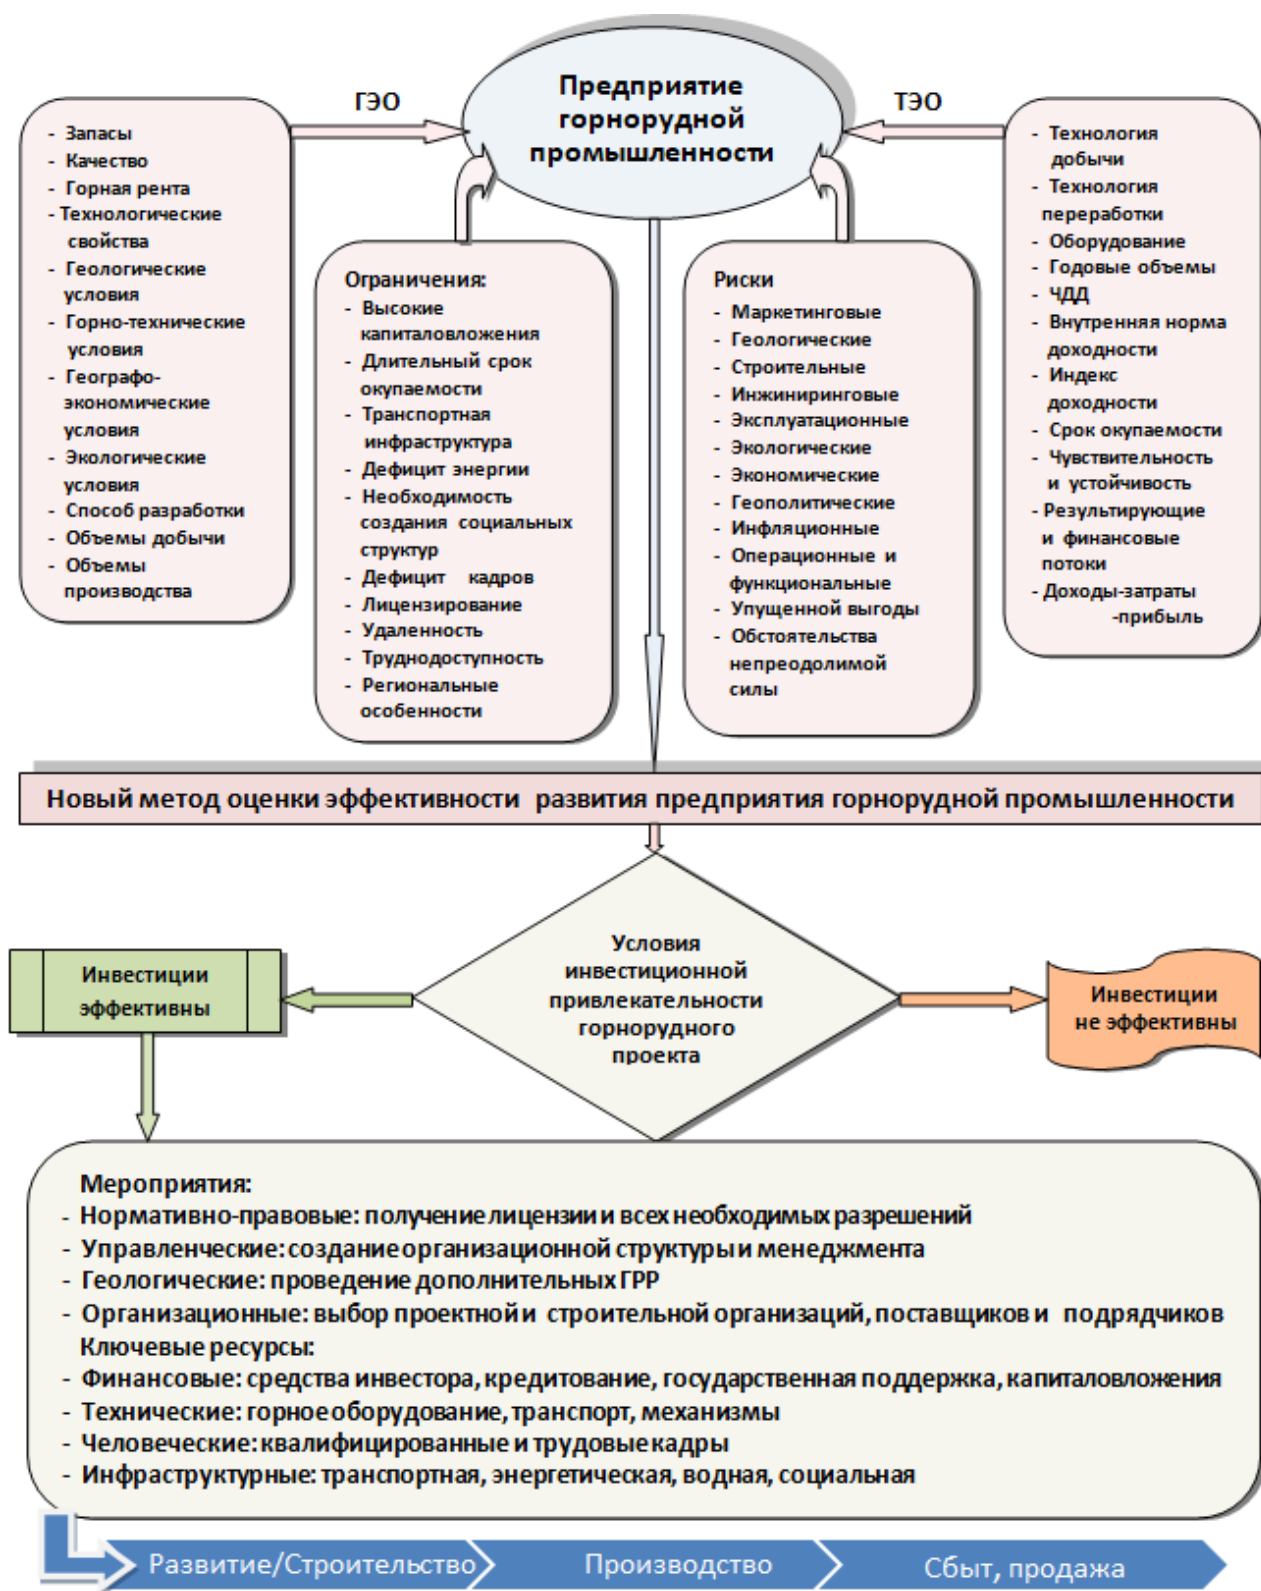 Предприятие
горнорудной
промышленности
ГЭО
ТЭО
- Запасы
- Качество
- Горная рента
- Технологические
свойства
- Геологические
условия
- Горно-технические
условия
- Географо-
экономические
условия
- Экологические
условия
- Способ разработки
- Объемы добычи
- Объемы
производства
Ограничения:
- Высокие
капиталовложения
- Длительный срок
окупаемости
- Транспортная
инфраструктура
- Дефицит энергии
- Необходимость
создания социальных
структур
- Дефицит кадров
- Лицензирование
- Удаленность
- Труднодоступность
- Региональные
особенности
Риски
- Маркетинговые
- Геологические
- Строительные
- Инжиниринговые
- Эксплуатационные
- Экологические
- Экономические
- Геополитические
- Инфляционные
- Операционные и
функциональные
- Упущенной выгоды
- Обстоятельства
непреодолимой
силы
- Технология
добычи
- Технология
переработки
- Оборудование
- Годовые объемы
- ЧДД
- Внутренняя норма
доходности
- Индекс
доходности
- Срок окупаемости
- Чувствительность
и устойчивость
- Результирующие
и финансовые
потоки
- Доходы-затраты
-прибыль
Новый метод оценки эффективности развития предприятия горнорудной промышленности
Условия
инвестиционной
привлекательности
горнорудного
проекта
Инвестиции
эффективны
Инвестиции
не эффективны
Мероприятия:
- Нормативно-правовые: получение лицензии и всех необходимых разрешений
- Управленческие: создание организационной структуры и менеджмента
- Геологические: проведение дополнительных ГРР
- Организационные: выбор проектной и строительной организаций, поставщиков и подрядчиков
Ключевые ресурсы:
- Финансовые: средства инвестора, кредитование, государственная поддержка, капиталовложения
- Технические: горное оборудование, транспорт, механизмы
- Человеческие: квалифицированные и трудовые кадры
- Инфраструктурные: транспортная, энергетическая, водная, социальная
Развитие/Строительство
Производство
Сбыт, продажа